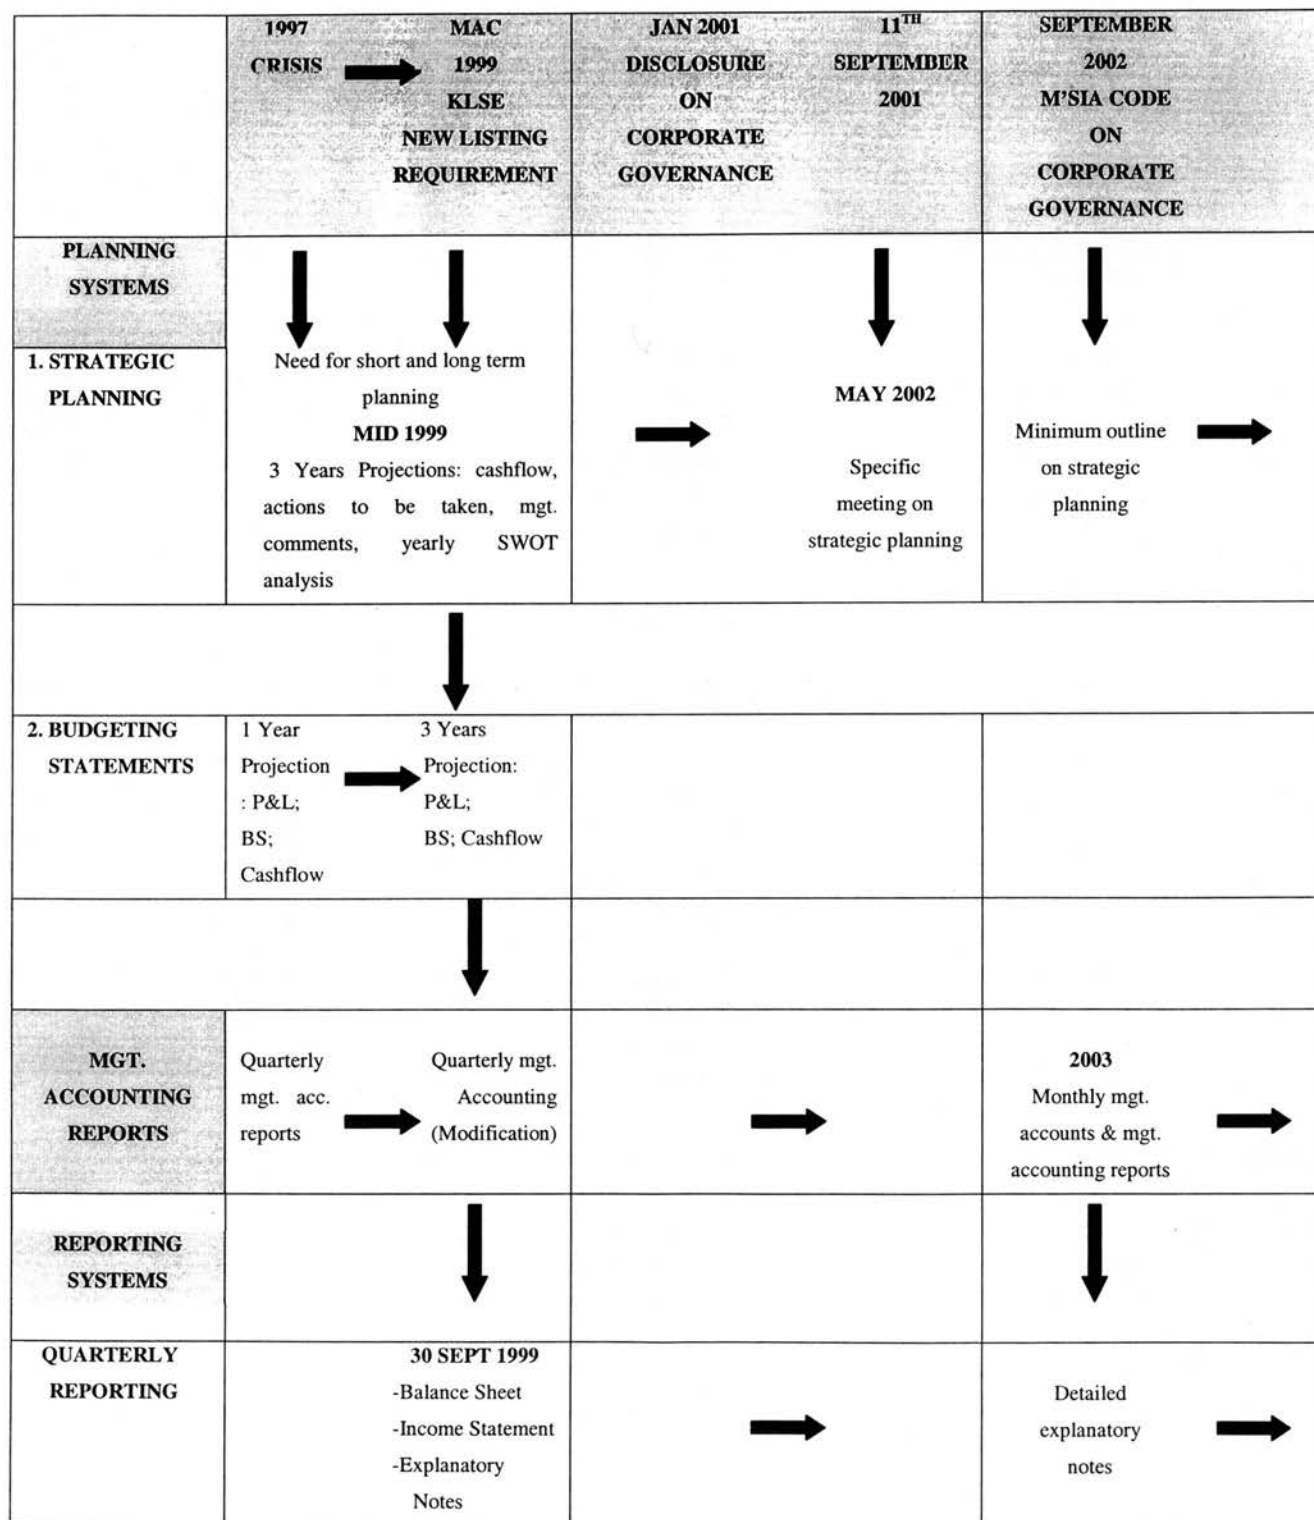 1997
CRISIS
MAC
1999
KLSE
NEW LISTING
REQUIREMENT
JAN 2001
DISCLOSURE
ON
CORPORATE
GOVERNANCE
11TH
SEPTEMBER
2001
SEPTEMBER
2002
M'SIA CODE
ON
CORPORATE
GOVERNANCE
PLANNING
SYSTEMS
1. STRATEGIC
PLANNING
Need for short and long term
planning
MID 1999
3 Years Projections: cashflow,
actions to be taken, mgt.
comments, yearly SWOT
analysis
MAY 2002
Specific
meeting on
strategic planning
Minimum outline
on strategic
planning
2. BUDGETING
STATEMENTS
1 Year
Projection
: P&L;
BS;
Cashflow
3 Years
Projection:
P&L;
BS; Cashflow
MGT.
ACCOUNTING
REPORTS
Quarterly
mgt. acc.
reports
Quarterly mgt.
Accounting
(Modification)
2003
Monthly mgt.
accounts & mgt.
accounting reports
REPORTING
SYSTEMS
QUARTERLY
REPORTING
30 SEPT 1999
-Balance Sheet
-Income Statement
-Explanatory
Notes
Detailed
explanatory
notes